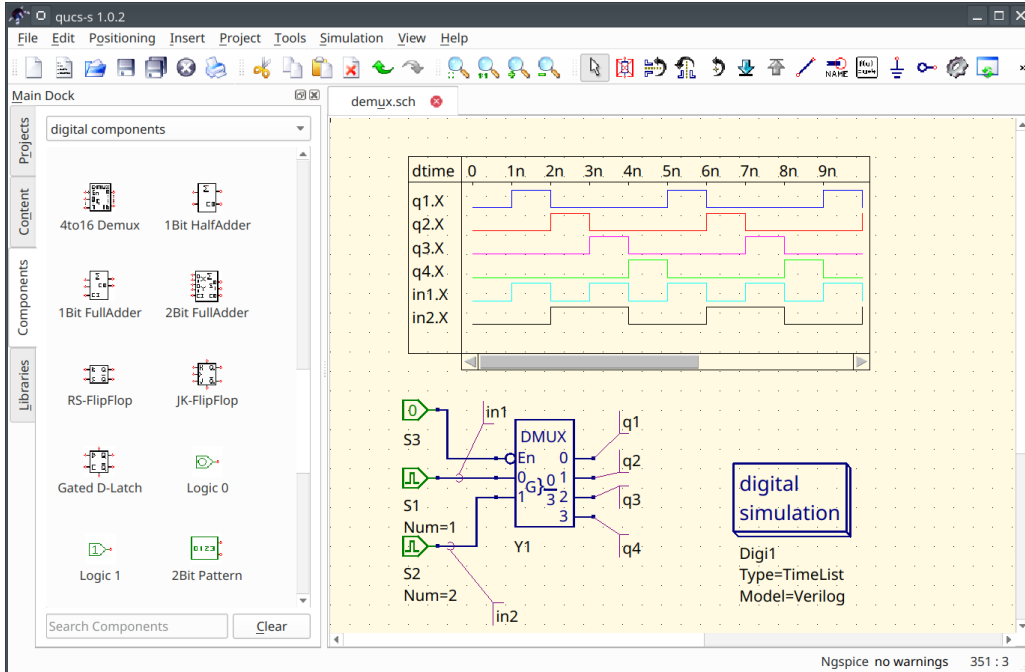 qucs-s 1.0.2
File Edit Positioning Insert Project Tools Simulation View Help
NAME
Main Dock
demux.sch
Projects
Content
Components
Libraries
digital components
4to16 Demux 1Bit HalfAdder
1Bit FullAdder 2Bit FullAdder
RS-FlipFlop JK-FlipFlop
Gated D-Latch Logic 0
Logic 1 2Bit Pattern
Search Components Clear
dtime 0 1n 2n 3n 4n 5n 6n 7n 8n 9n
q1.X
q2.X
q3.X
q4.X
in1.X
in2.X
0
S3
in1
S1
Num=1
S2
Num=2
in2
DMUX
En 0
0 G} 0 1
1 3 2
3
Y1
q1
q2
q3
q4
digital
simulation
Digi1
Type=TimeList
Model=Verilog
Ngspice no warnings 351 : 3